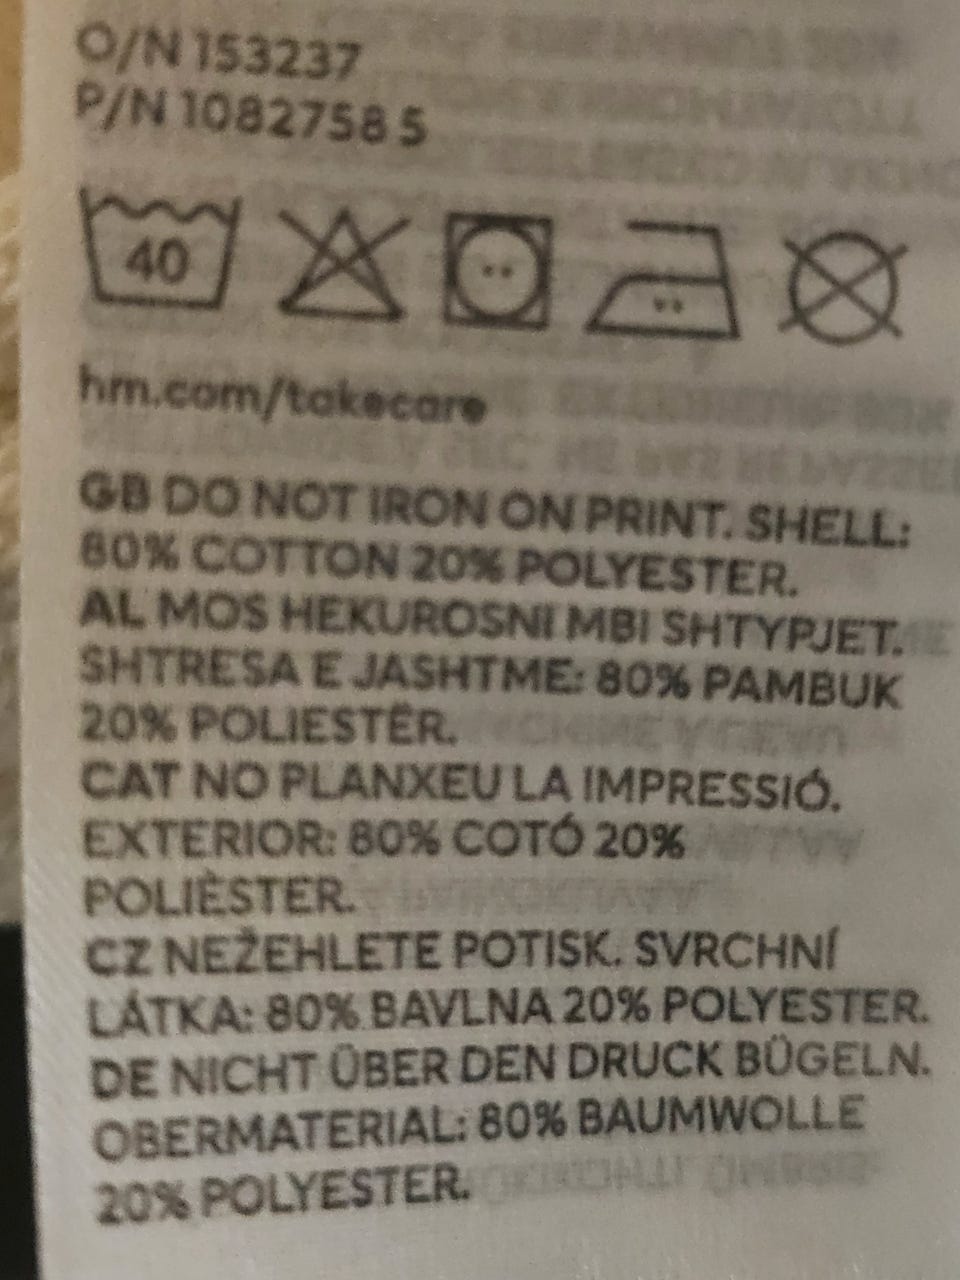 O/N 153237
P/N 10827585
40
hm.com/takecare
GB DO NOT IRON ON PRINT. SHELL:
80% COTTON 20% POLYESTER.
AL MOS HEKUROSNI MBI SHTYPJET.
SHTRESA E JASHTME: 80% PAMBUK
20% POLIESTËR.
CAT NO PLANXEU LA IMPRESSIÓ.
EXTERIOR: 80% COTÓ 20%
POLIÈSTER.
CZ NEŽEHLETE POTISK. SVRCHNÍ
LÁTKA: 80% BAVLNA 20% POLYESTER.
DE NICHT ÜBER DEN DRUCK BÜGELN.
OBERMATERIAL: 80% BAUMWOLLE
20% POLYESTER.